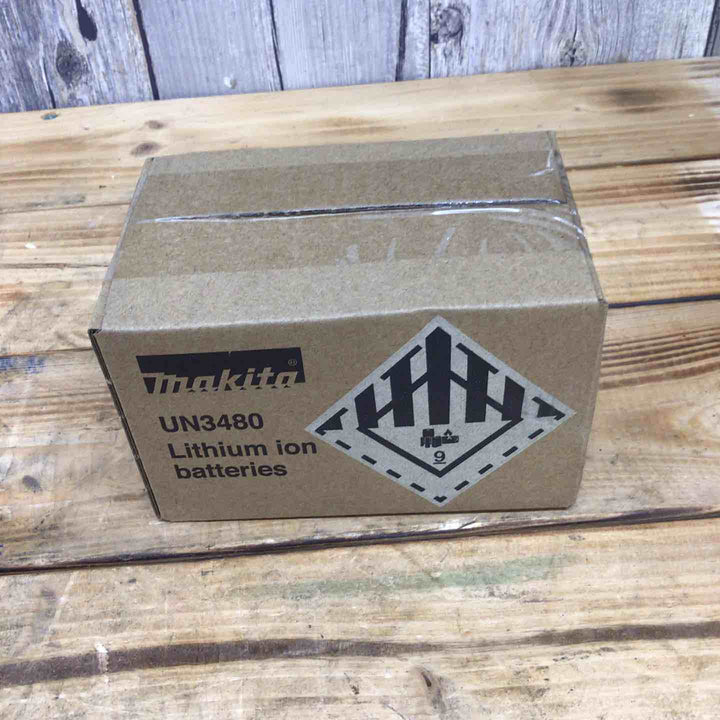 makita®
UN3480
Lithium ion
batteries
9